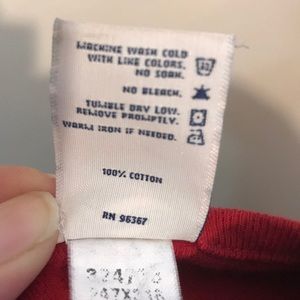 MACHINE WASH COLD
WITH LIKE COLORS.
NO SOAK.
NO BLEACH.
TUMBLE DRY LOW.
REMOVE PROMPTLY.
WARM IRON IF NEEDED.
100% COTTON
RN 96367